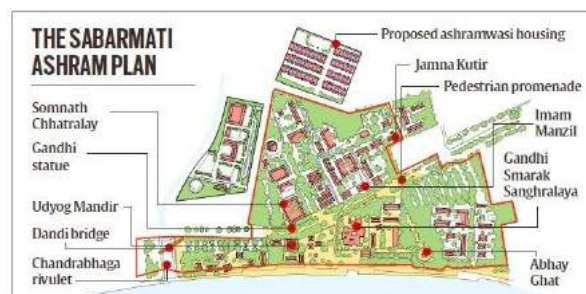 THE SABARMATI
ASHRAM PLAN
Somnath
Chhatralay
Gandhi
statue
Udyog Mandir
Dandi bridge
Chandrabhaga
rivulet
Proposed ashramwasi housing
Jamna Kutir
Pedestrian promenade
Imam
Manzil
Gandhi
Smarak
Sanghralaya
Abhay
Ghat